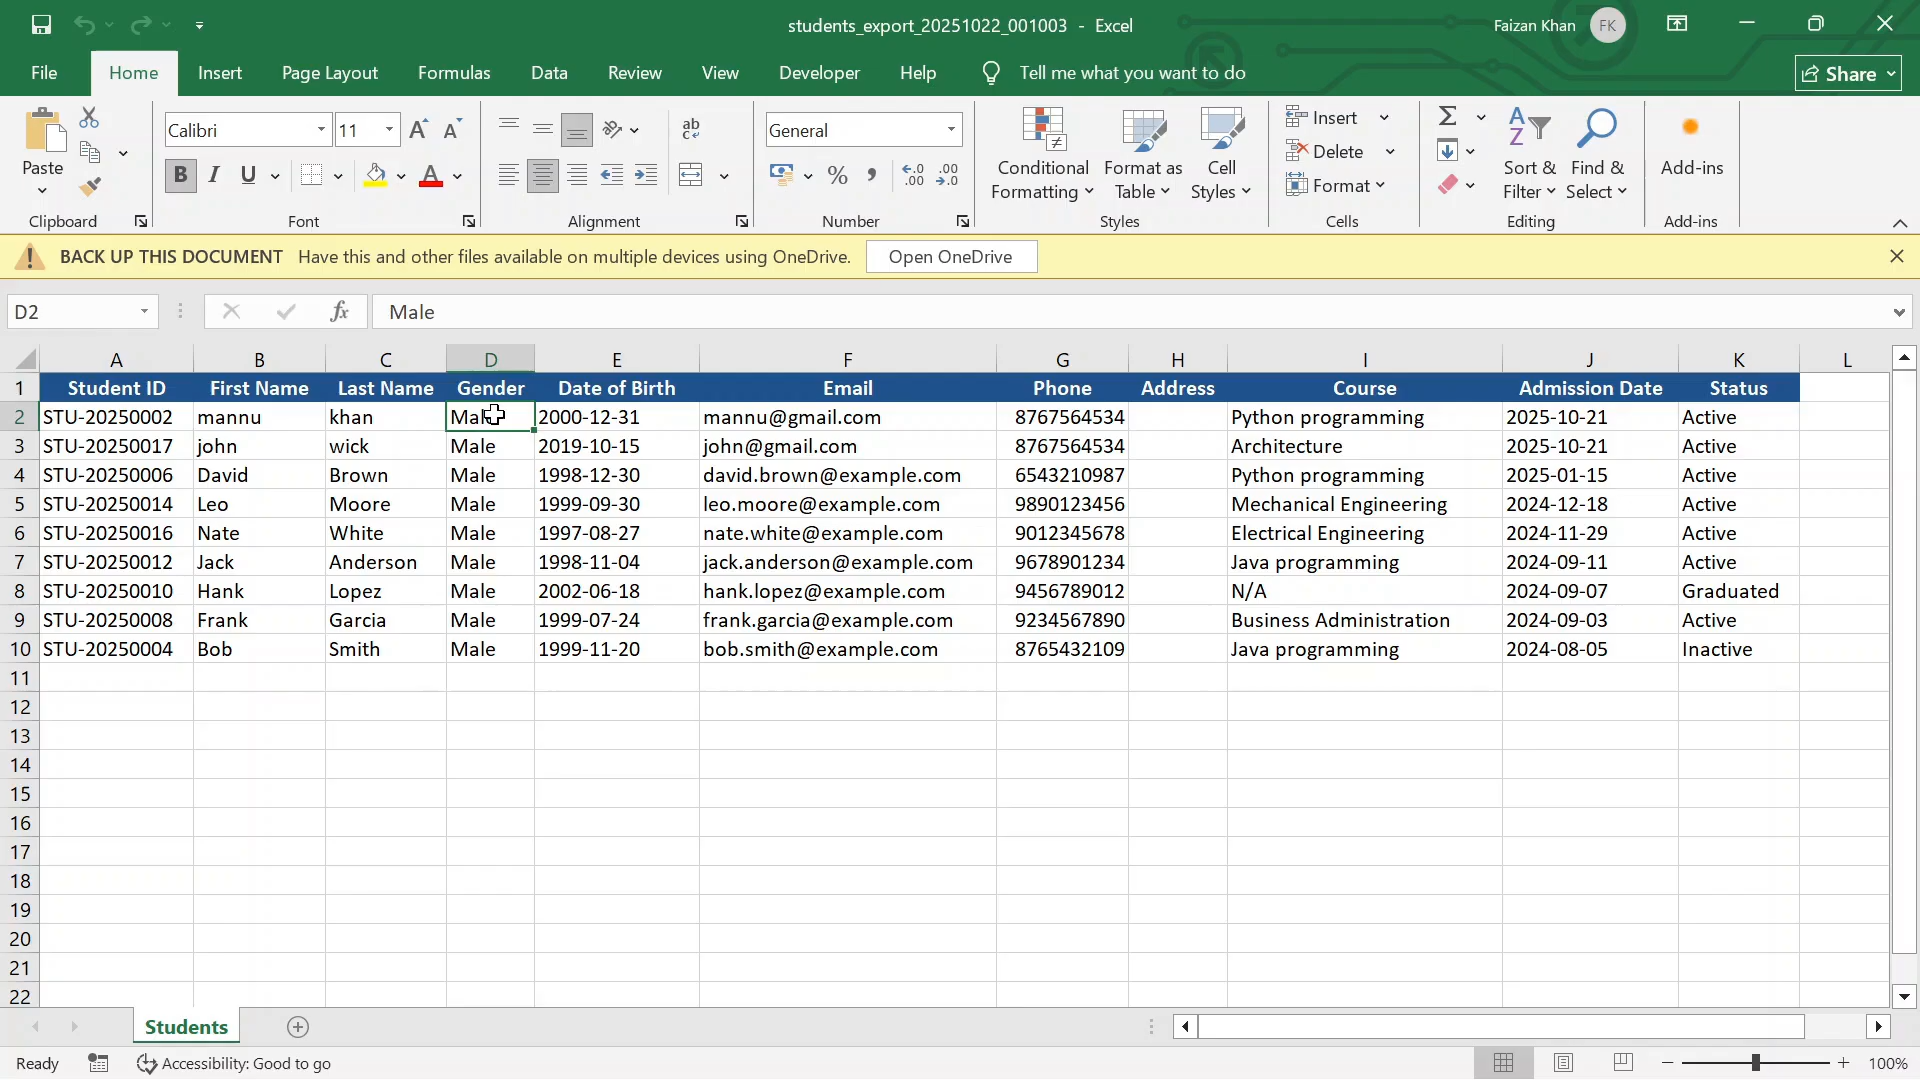 students_export_20251022_001003 - Excel
Faizan Khan FK
File Home Insert Page Layout Formulas Data Review View Developer Help Tell me what you want to do Share
Calibri 11 ab c General
Paste B I U A % , Conditional Formatting Format as Table Cell Styles Insert Delete Format Sort & Filter Find & Select Add-ins
Clipboard Font Alignment Number Styles Cells Editing Add-ins
BACK UP THIS DOCUMENT Have this and other files available on multiple devices using OneDrive. Open OneDrive
D2 fx Male
A B C D E F G H I J K L
1 Student ID First Name Last Name Gender Date of Birth Email Phone Address Course Admission Date Status
2 STU-20250002 mannu khan Male 2000-12-31 mannu@gmail.com 8767564534 Python programming 2025-10-21 Active
3 STU-20250017 john wick Male 2019-10-15 john@gmail.com 8767564534 Architecture 2025-10-21 Active
4 STU-20250006 David Brown Male 1998-12-30 david.brown@example.com 6543210987 Python programming 2025-01-15 Active
5 STU-20250014 Leo Moore Male 1999-09-30 leo.moore@example.com 9890123456 Mechanical Engineering 2024-12-18 Active
6 STU-20250016 Nate White Male 1997-08-27 nate.white@example.com 9012345678 Electrical Engineering 2024-11-29 Active
7 STU-20250012 Jack Anderson Male 1998-11-04 jack.anderson@example.com 9678901234 Java programming 2024-09-11 Active
8 STU-20250010 Hank Lopez Male 2002-06-18 hank.lopez@example.com 9456789012 N/A 2024-09-07 Graduated
9 STU-20250008 Frank Garcia Male 1999-07-24 frank.garcia@example.com 9234567890 Business Administration 2024-09-03 Active
10 STU-20250004 Bob Smith Male 1999-11-20 bob.smith@example.com 8765432109 Java programming 2024-08-05 Inactive
11
12
13
14
15
16
17
18
19
20
21
22
Students
Ready Accessibility: Good to go 100%